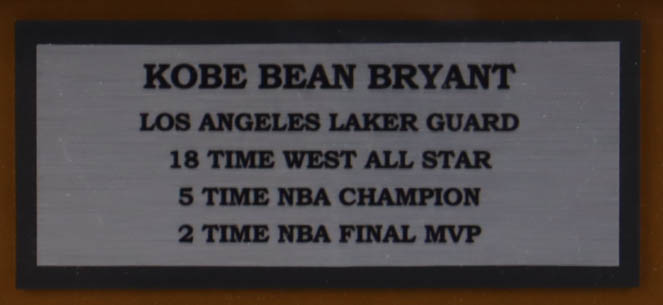 KOBE BEAN BRYANT
LOS ANGELES LAKER GUARD
18 TIME WEST ALL STAR
5 TIME NBA CHAMPION
2 TIME NBA FINAL MVP